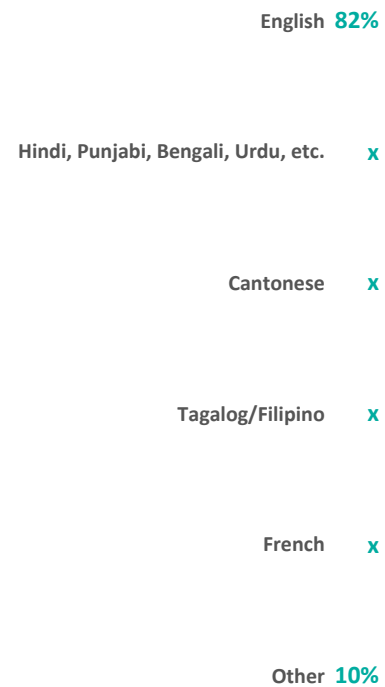 English 82%
Hindi, Punjabi, Bengali, Urdu, etc. x
Cantonese x
Tagalog/Filipino x
French x
Other 10%